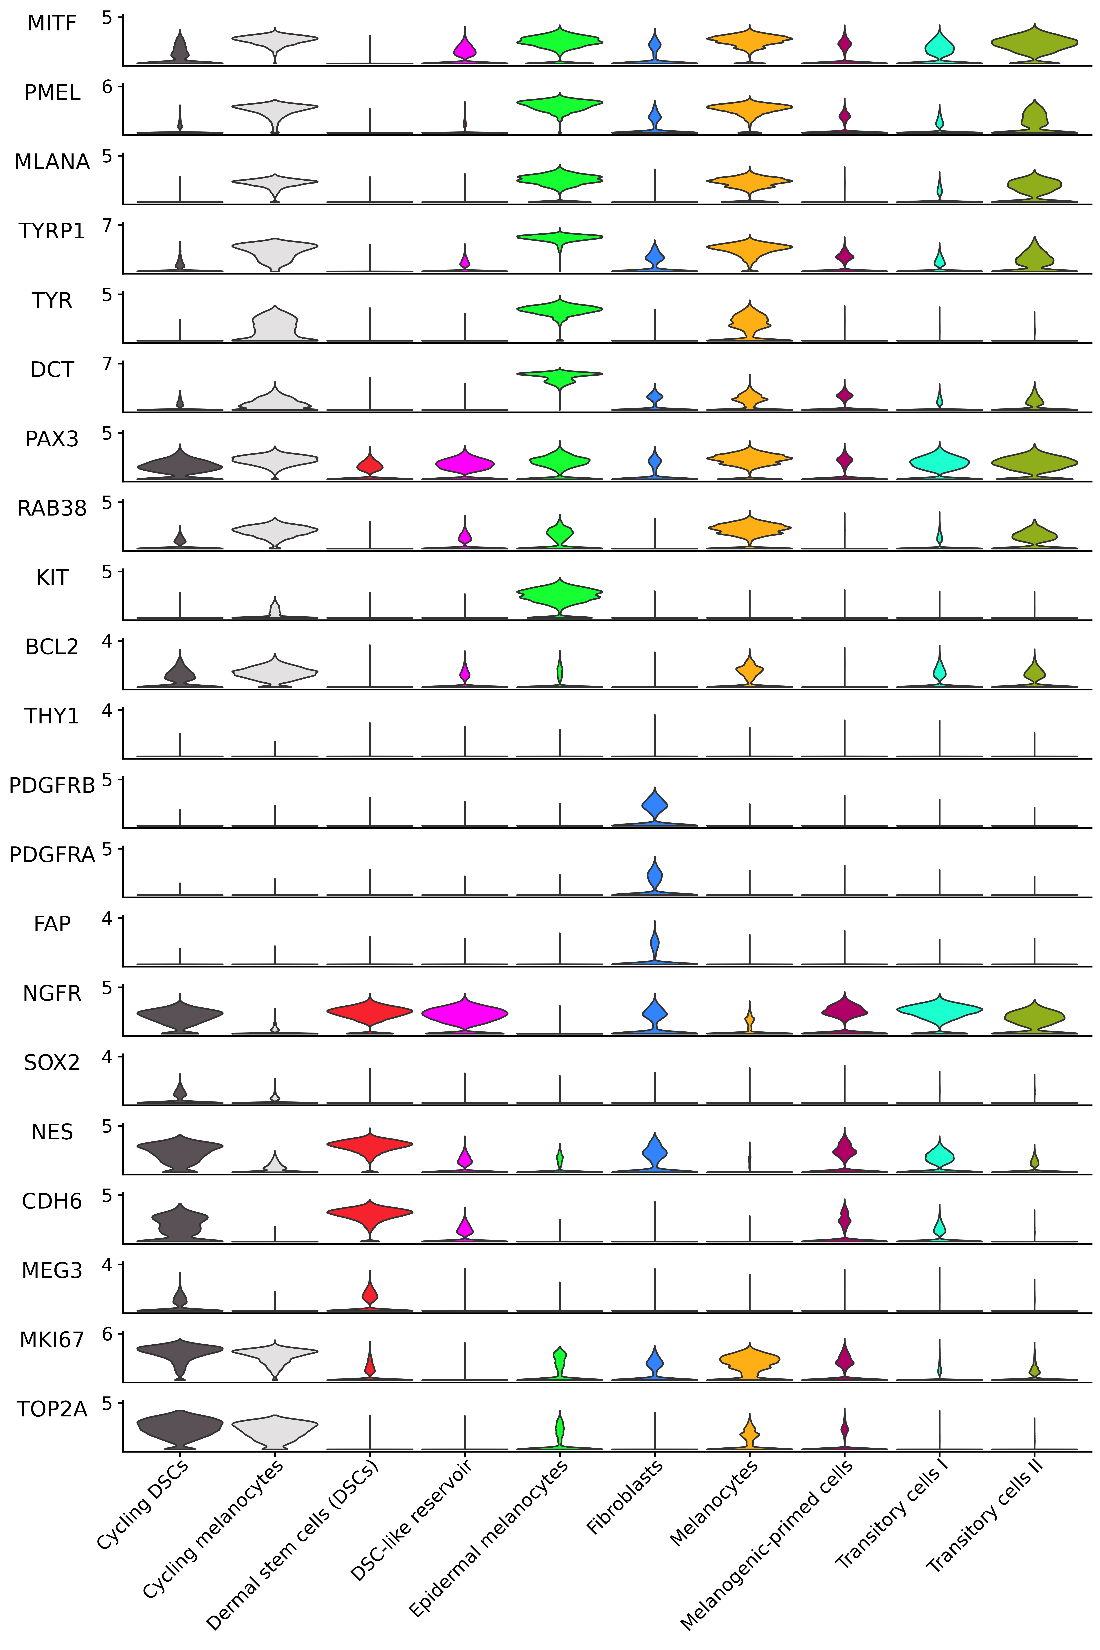 MITF 5
PMEL 6
MLANA 5
TYRP1 7
TYR 5
DCT 7
PAX3 5
RAB38 5
KIT 5
BCL2 4
THY1 4
PDGFRB 5
PDGFRA 5
FAP 4
NGFR 5
SOX2 4
NES 5
CDH6 5
MEG3 4
MKI67 6
TOP2A 5
Cycling DSCs
Cycling melanocytes
Dermal stem cells (DSCs)
DSC-like reservoir
Epidermal melanocytes
Fibroblasts
Melanocytes
Melanogenic-primed cells
Transitory cells I
Transitory cells II